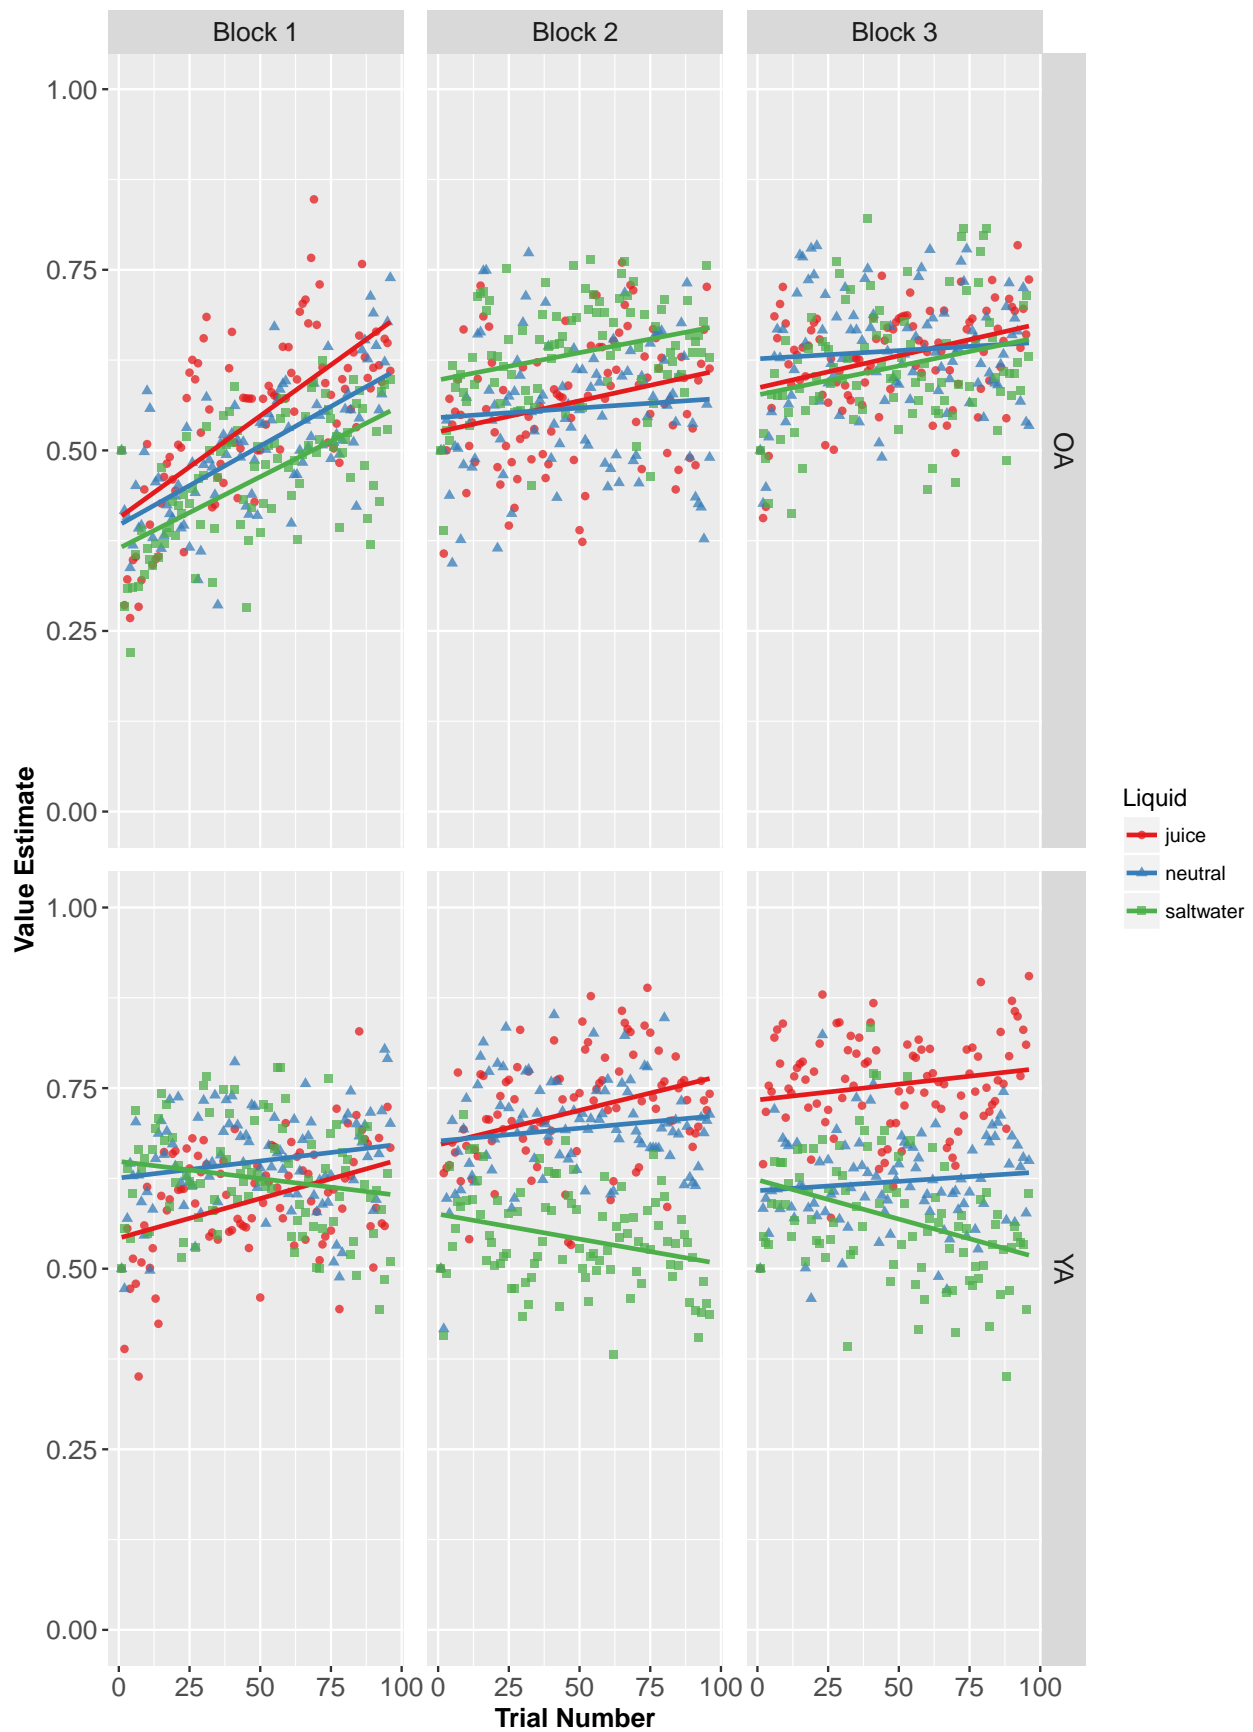 Block 1 Block 2 Block 3
1.00
0.75
0.50
0.25
0.00
OA
Value Estimate
Liquid
juice
neutral
saltwater
1.00
0.75
0.50
0.25
0.00
YA
0 25 50 75 100 0 25 50 75 100 0 25 50 75 100
Trial Number